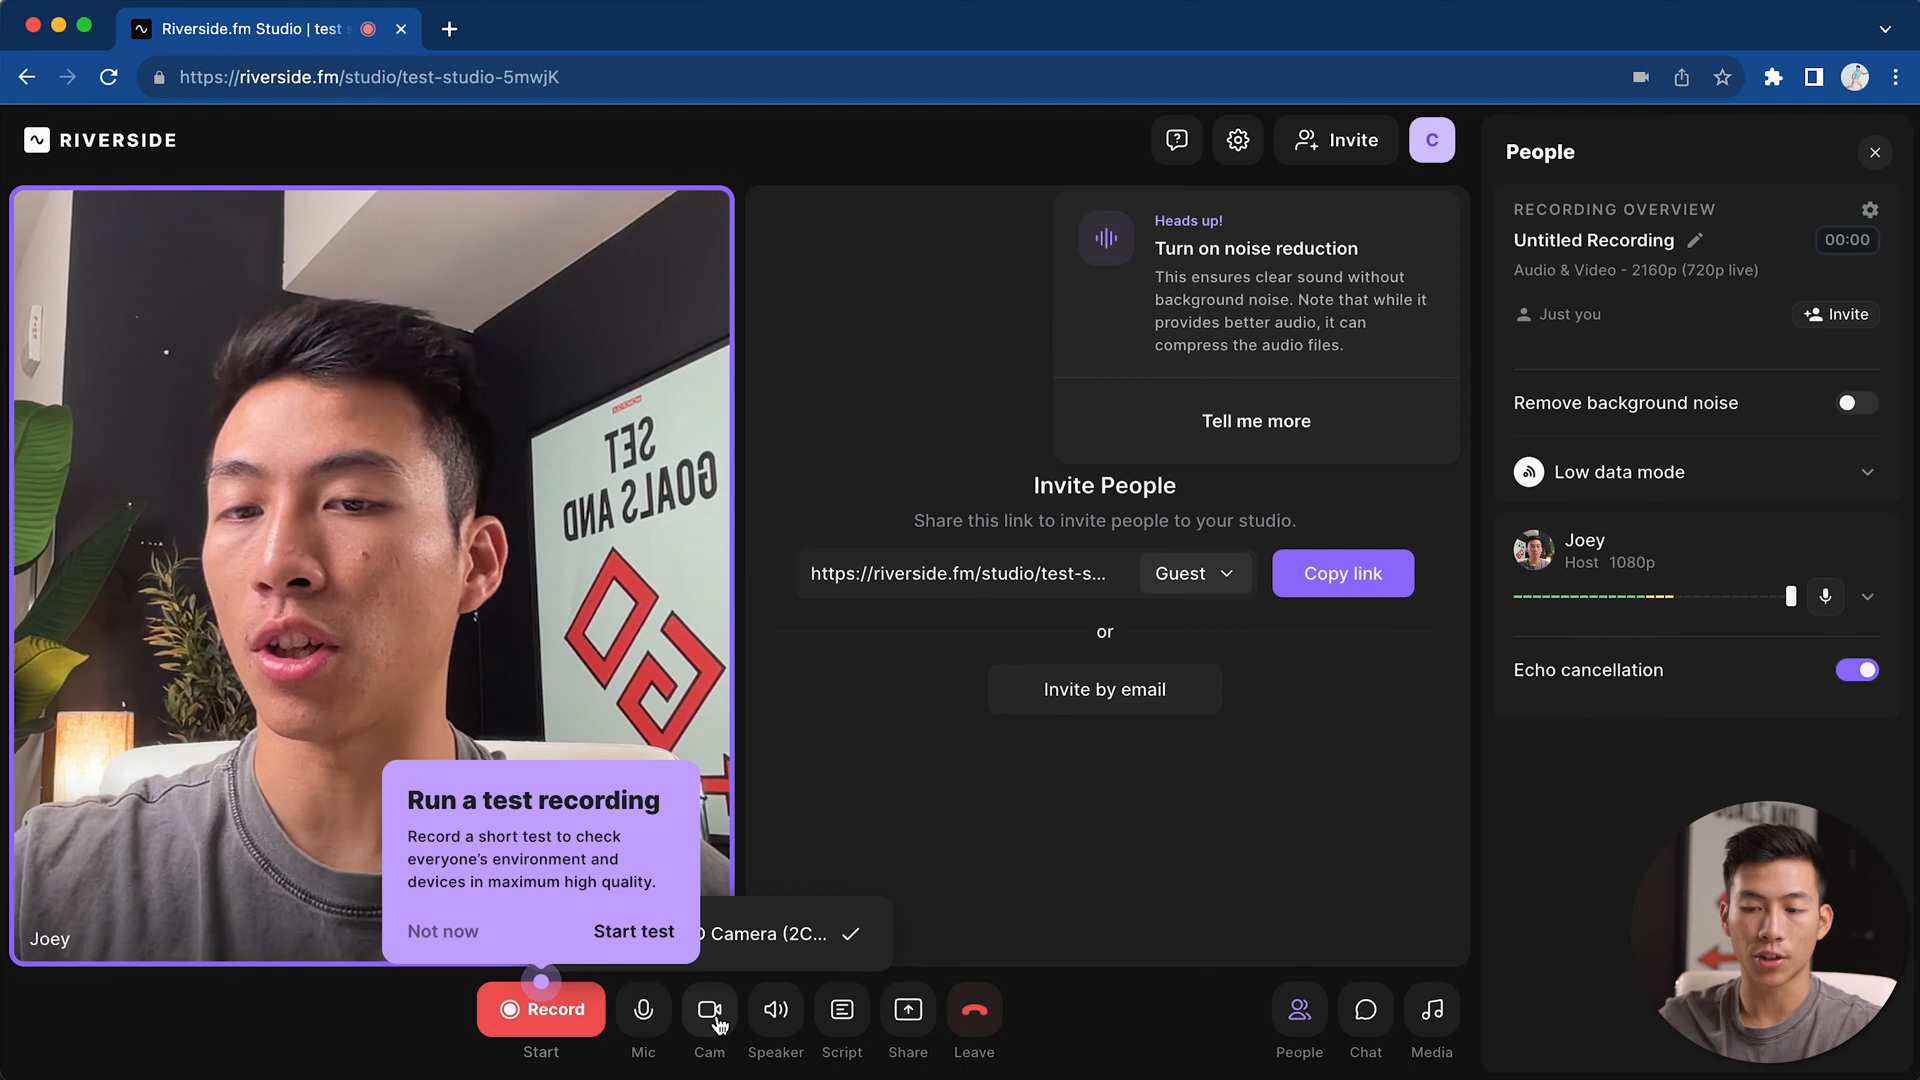 Riverside.fm Studio | test s
https://riverside.fm/studio/test-studio-5mwjK
RIVERSIDE
Invite
C
People
RECORDING OVERVIEW
Untitled Recording
00:00
Audio & Video - 2160p (720p live)
Just you
Invite
Remove background noise
Low data mode
Joey
Host 1080p
Echo cancellation
Heads up!
Turn on noise reduction
This ensures clear sound without
background noise. Note that while it
provides better audio, it can
compress the audio files.
Tell me more
Invite People
Share this link to invite people to your studio.
https://riverside.fm/studio/test-s...
Guest
Copy link
or
Invite by email
SET
GOALS AND
Run a test recording
Record a short test to check
everyone's environment and
devices in maximum high quality.
Not now
Start test
Camera (2C...
Joey
Record
Start
Mic
Cam
Speaker
Script
Share
Leave
People
Chat
Media